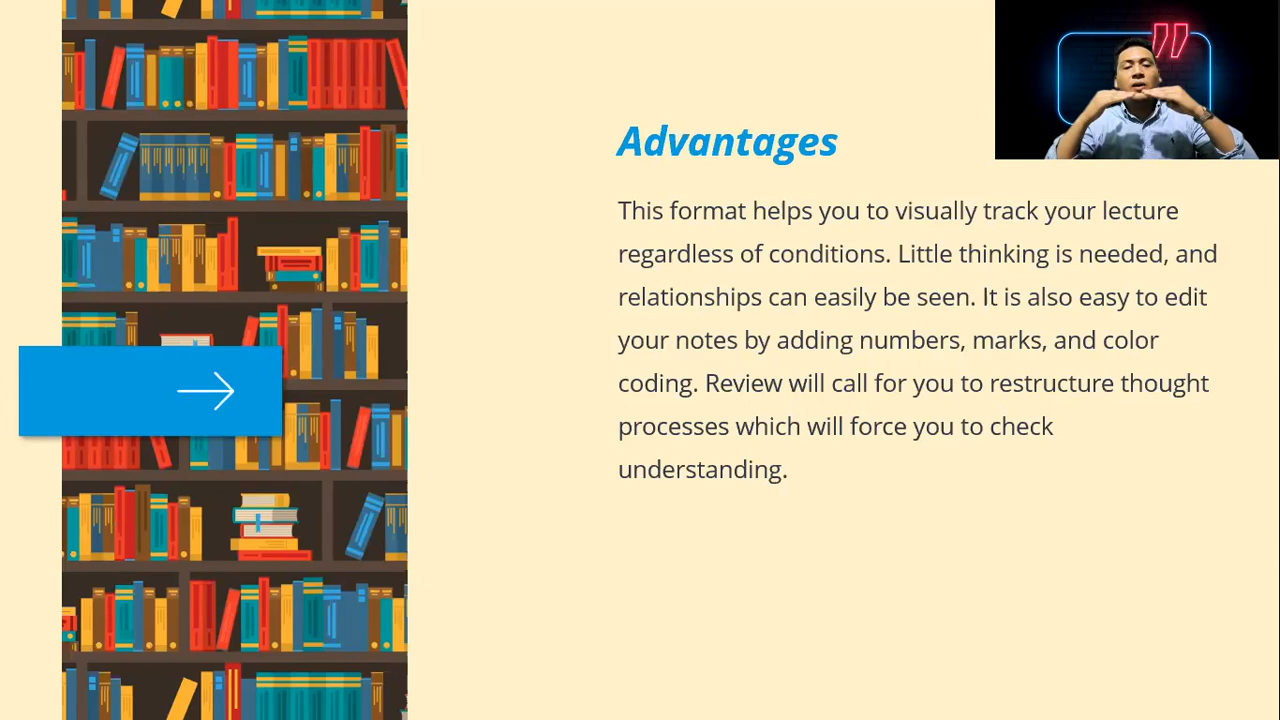 Advantages
This format helps you to visually track your lecture
regardless of conditions. Little thinking is needed, and
relationships can easily be seen. It is also easy to edit
your notes by adding numbers, marks, and color
coding. Review will call for you to restructure thought
processes which will force you to check
understanding.